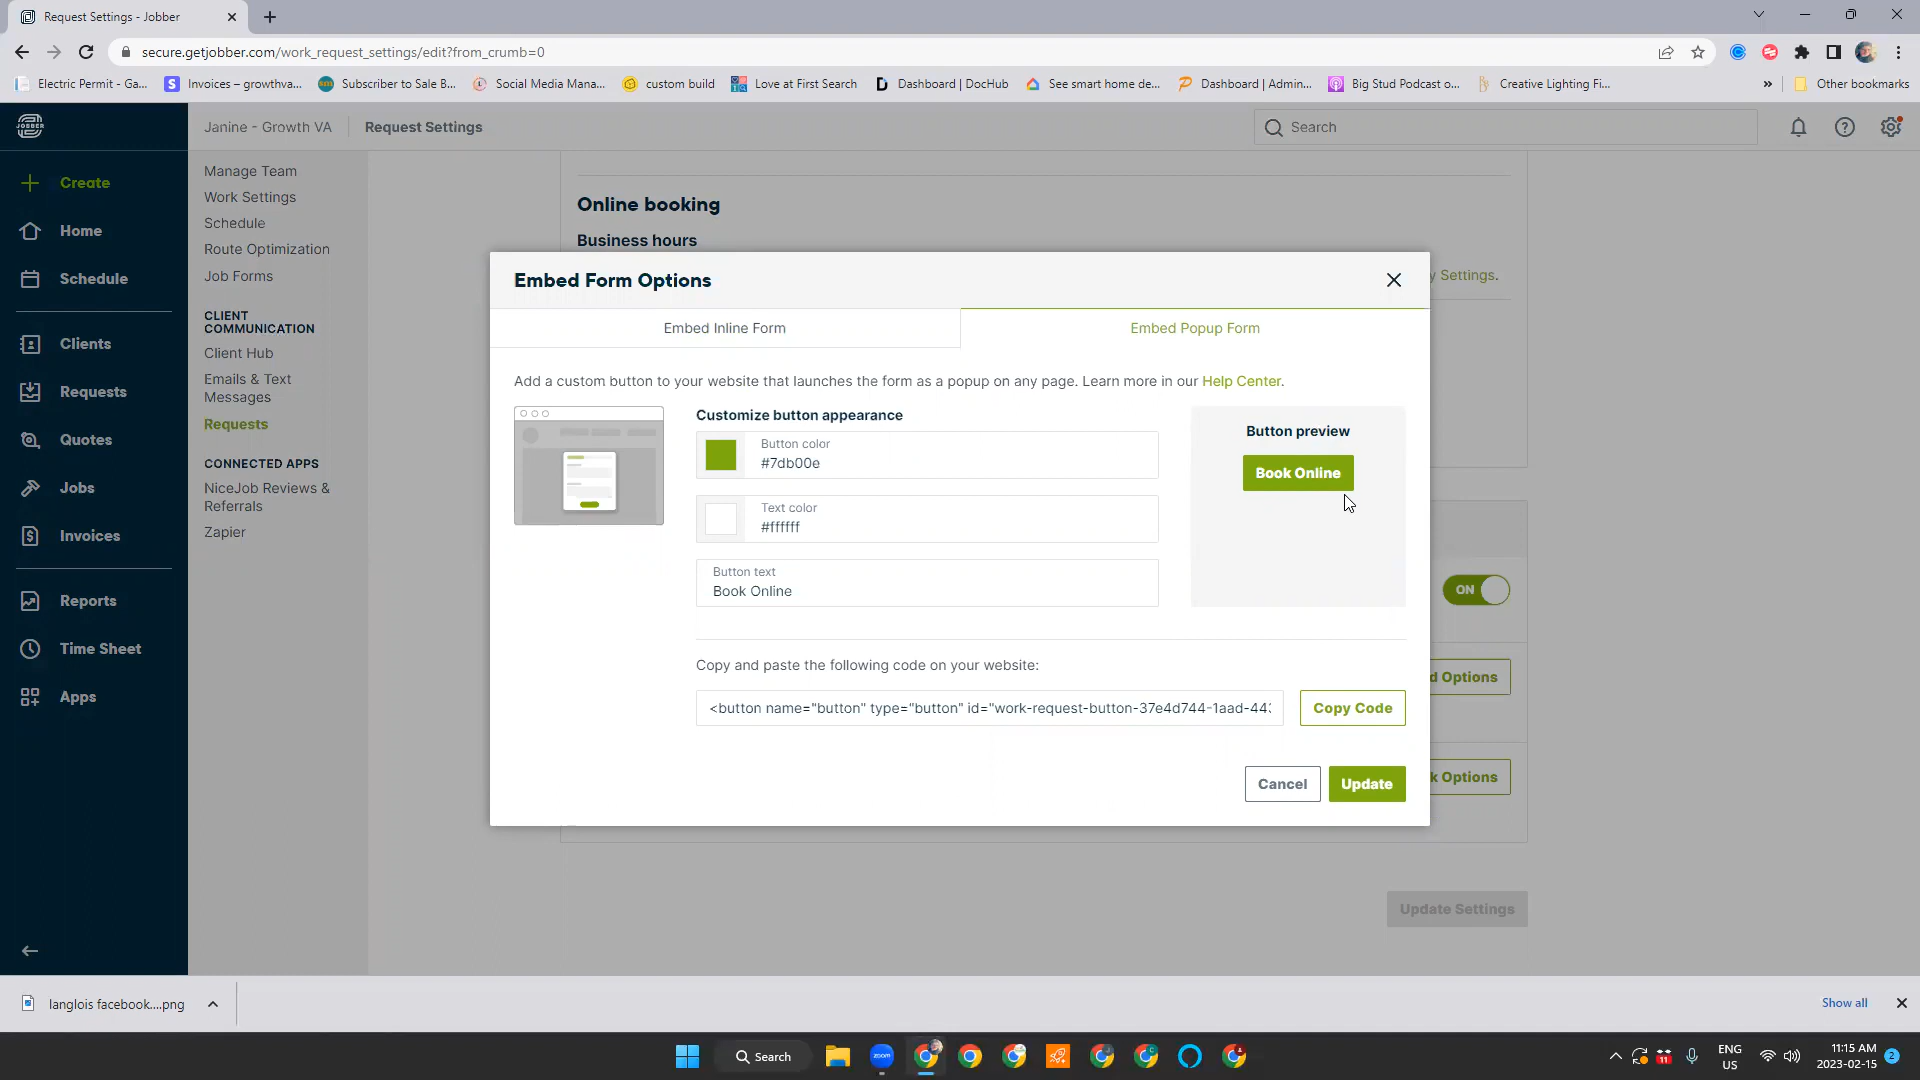 Request Settings - Jobber
secure.getjobber.com/work_request_settings/edit?from_crumb=0
Electric Permit - Ga...
Invoices – growthva...
Subscriber to Sale B...
Social Media Mana...
custom build
Love at First Search
Dashboard | DocHub
See smart home de...
Dashboard | Admin...
Big Stud Podcast o...
Creative Lighting Fi...
»
Other bookmarks
JOBBER
Janine - Growth VA
Request Settings
Search
Create
Home
Schedule
Clients
Requests
Quotes
Jobs
Invoices
Reports
Time Sheet
Apps
Manage Team
Work Settings
Schedule
Route Optimization
Job Forms
CLIENT
COMMUNICATION
Client Hub
Emails & Text
Messages
Requests
CONNECTED APPS
NiceJob Reviews &
Referrals
Zapier
Online booking
Business hours
y Settings.
Embed Form Options
Embed Inline Form
Embed Popup Form
Add a custom button to your website that launches the form as a popup on any page. Learn more in our Help Center.
Customize button appearance
Button color
#7db00e
Text color
#ffffff
Button text
Book Online
Button preview
Book Online
Copy and paste the following code on your website:
<button name="button" type="button" id="work-request-button-37e4d744-1aad-443
Copy Code
Cancel
Update
ON
d Options
k Options
Update Settings
langlois facebook....png
Show all
Search
zoom
11
ENG
US
11:15 AM
2023-02-15
2